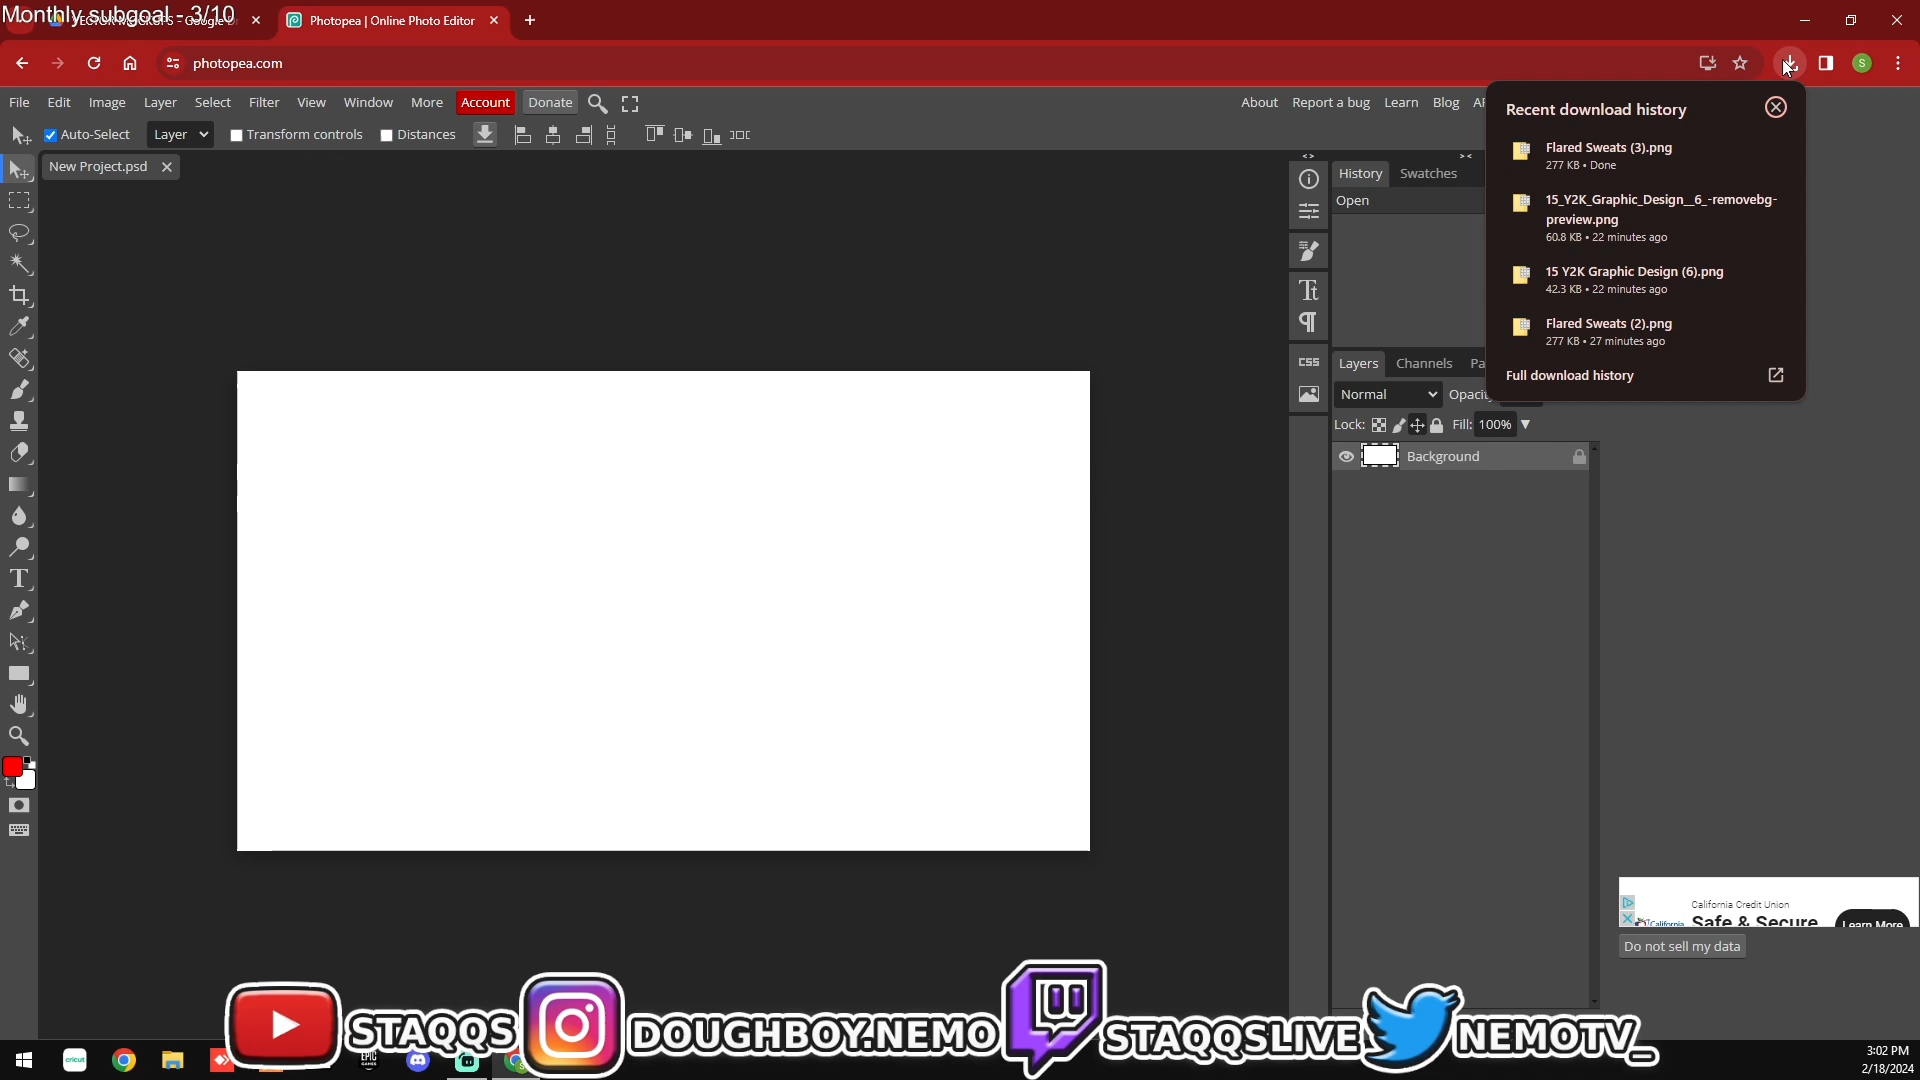 Monthly subgoal - 3/10
Photopea | Online Photo Editor
photopea.com
File Edit Image Layer Select Filter View Window More Account Donate
About Report a bug Learn Blog
Auto-Select Layer Transform controls Distances
New Project.psd
History Swatches
Open
Tt
CSS
Layers Channels
Normal
Lock: Fill: 100%
Background
Recent download history
Flared Sweats (3).png
277 KB • Done
15_Y2K_Graphic_Design__6_-removebg-
preview.png
60.8 KB • 22 minutes ago
15 Y2K Graphic Design (6).png
42.3 KB • 22 minutes ago
Flared Sweats (2).png
277 KB • 27 minutes ago
Full download history
S
California Credit Union
California Safe & Secure
Learn More
Do not sell my data
STAQQS
DOUGHBOY.NEMO
STAQQSLIVE
NEMOTV_
cricut
EPIC
GAMES
3:02 PM
2/18/2024